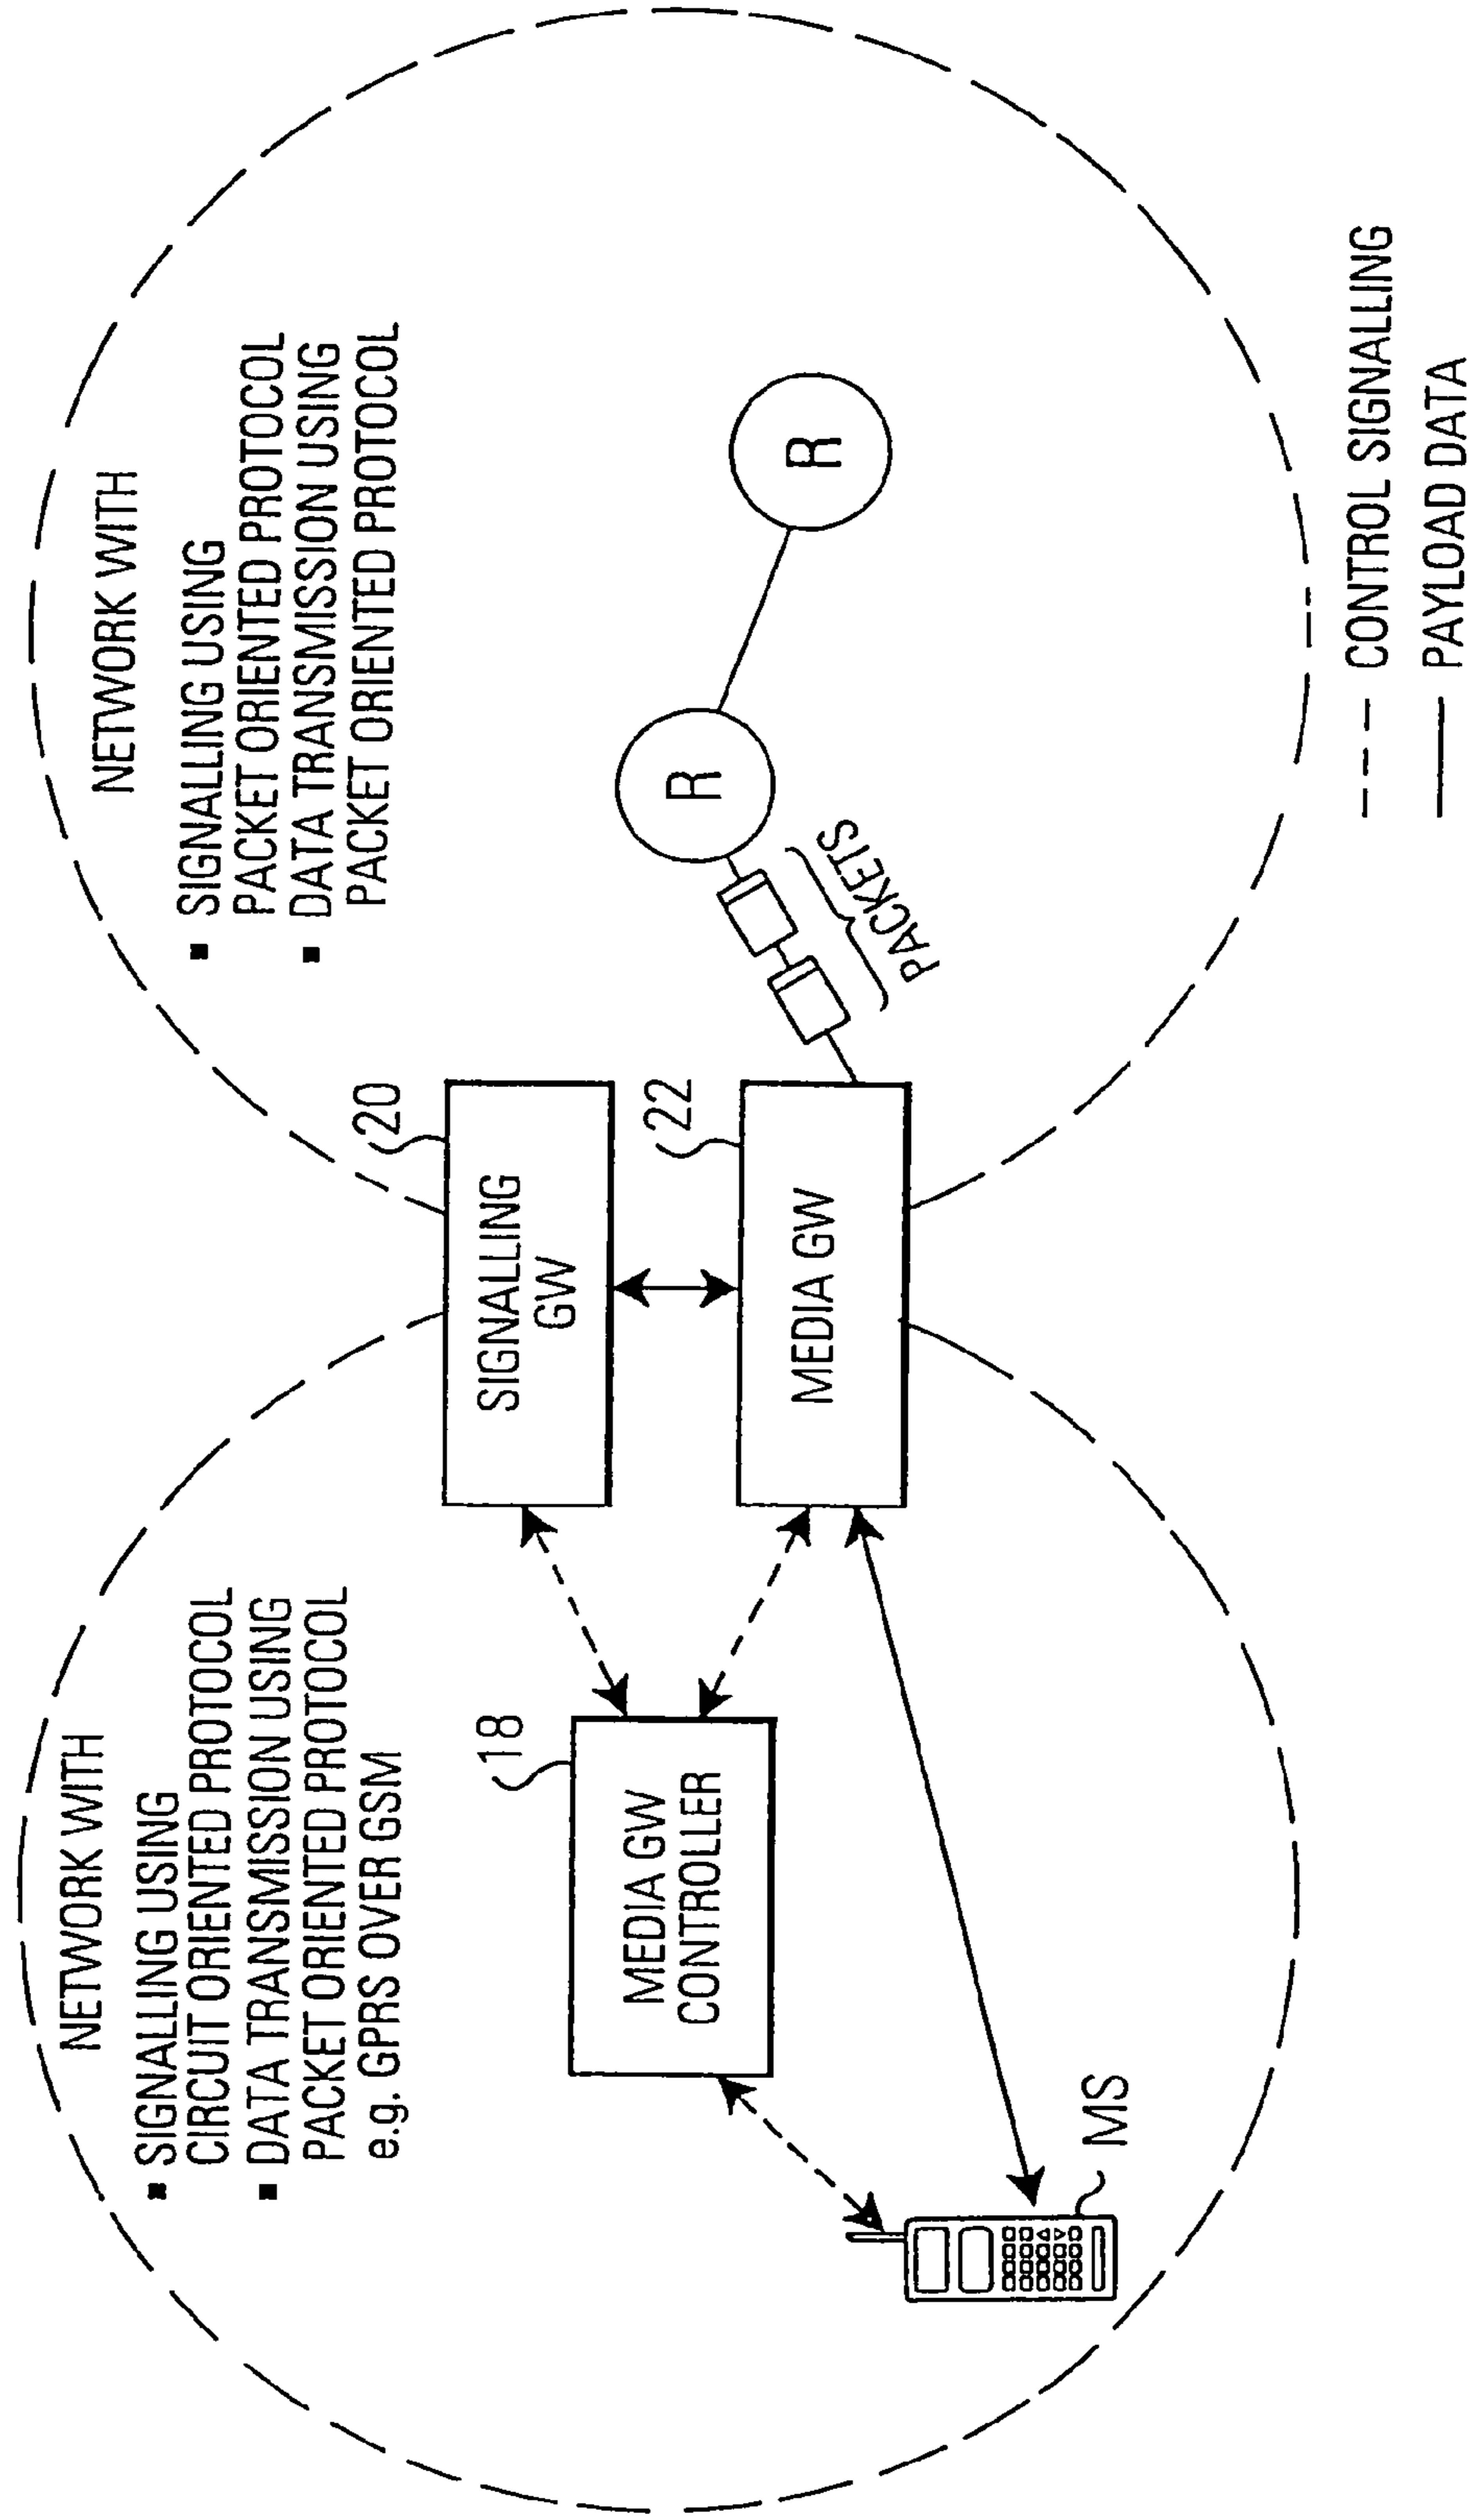 NETWORK WITH
▪ SIGNALLING USING
CIRCUIT ORIENTED PROTOCOL
▪ DATA TRANSMISSION USING
PACKET ORIENTED PROTOCOL
e.g. GPRS OVER GSM
NETWORK WITH
▪ SIGNALLING USING
PACKET ORIENTED PROTOCOL
▪ DATA TRANSMISSION USING
PACKET ORIENTED PROTOCOL
18
MEDIA GW
CONTROLLER
20
SIGNALLING
GW
22
MEDIA GW
MS
PACKETS
R
R
CONTROL SIGNALLING
PAYLOAD DATA